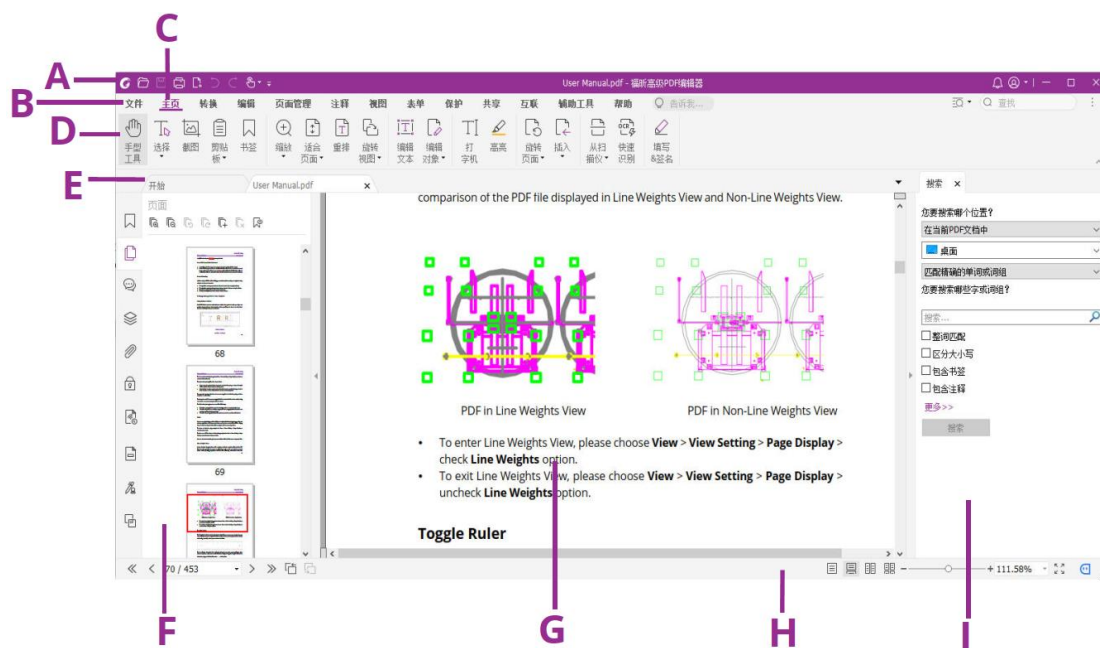 C
A
User Manual.pdf - 福昕高级PDF编辑器
B
文件 主页 转换 编辑 页面管理 注释 视图 表单 保护 共享 互联 辅助工具 帮助 告诉我... 查找
D
手型工具 选择 截图 剪贴板 书签 缩放 适合页面 重排 旋转视图 编辑文本 编辑对象 打字机 高亮 旋转页面 插入 从扫描仪 快速识别 填写&签名
E
开始 User Manual.pdf x 搜索 x
页面
comparison of the PDF file displayed in Line Weights View and Non-Line Weights View.
您要搜索哪个位置?
在当前PDF文档中
桌面
匹配精确的单词或词组
您要搜索哪些字或词组?
搜索...
整词匹配
区分大小写
包含书签
包含注释
更多>>
搜索
68
69
PDF in Line Weights View PDF in Non-Line Weights View
• To enter Line Weights View, please choose View > View Setting > Page Display >
check Line Weights option.
• To exit Line Weights View, please choose View > View Setting > Page Display >
uncheck Line Weights option.
Toggle Ruler
70 / 453 111.58%
F G H I